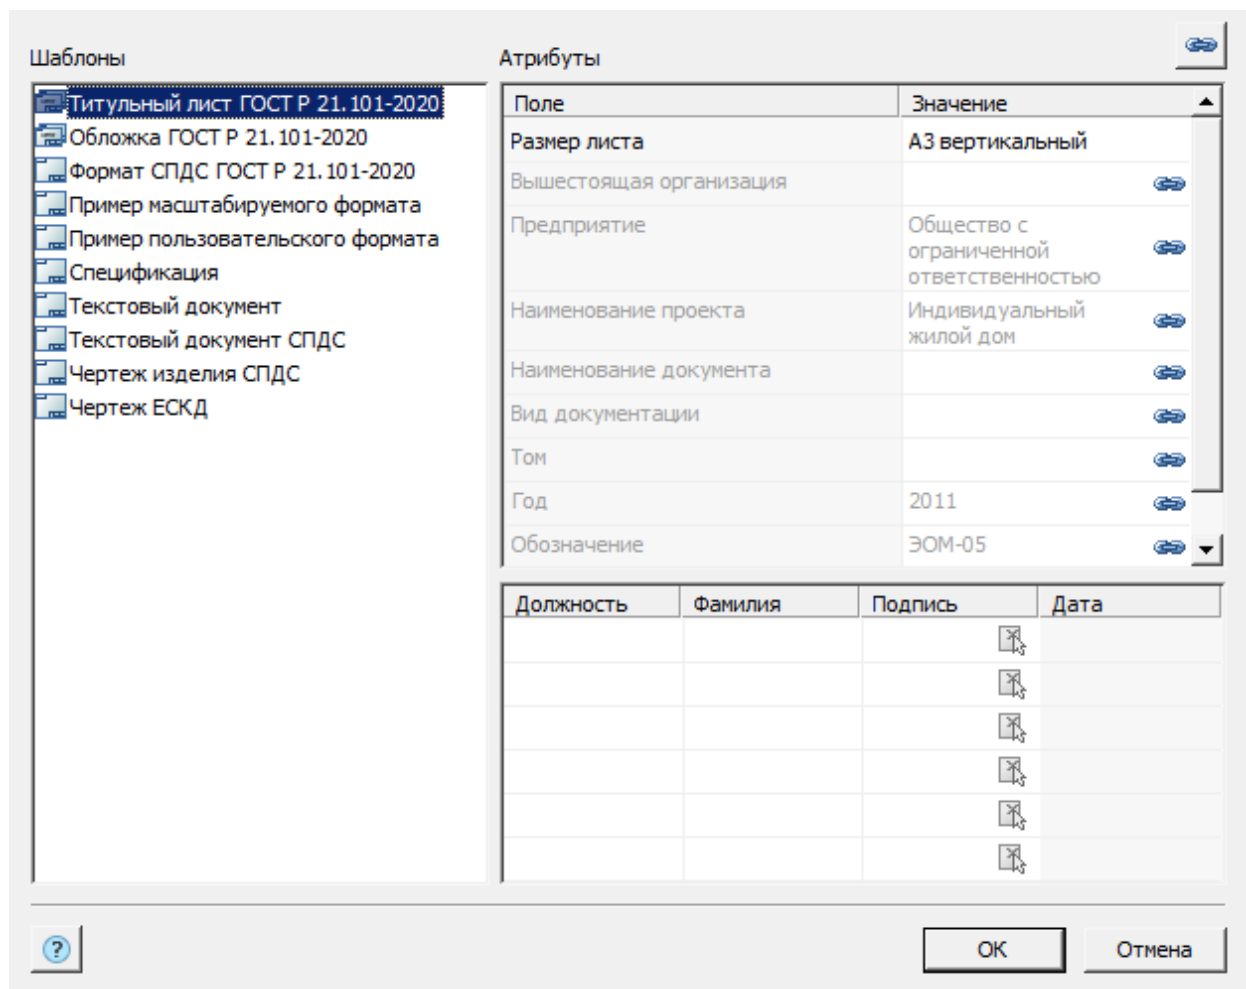 Шаблоны
Атрибуты
Титульный лист ГОСТ Р 21.101-2020
Обложка ГОСТ Р 21.101-2020
Формат СПДС ГОСТ Р 21.101-2020
Пример масштабируемого формата
Пример пользовательского формата
Спецификация
Текстовый документ
Текстовый документ СПДС
Чертеж изделия СПДС
Чертеж ЕСКД
Поле Значение
Размер листа А3 вертикальный
Вышестоящая организация
Предприятие Общество с
ограниченной
ответственностью
Наименование проекта Индивидуальный
жилой дом
Наименование документа
Вид документации
Том
Год 2011
Обозначение ЭОМ-05
Должность Фамилия Подпись Дата
?
ОК
Отмена